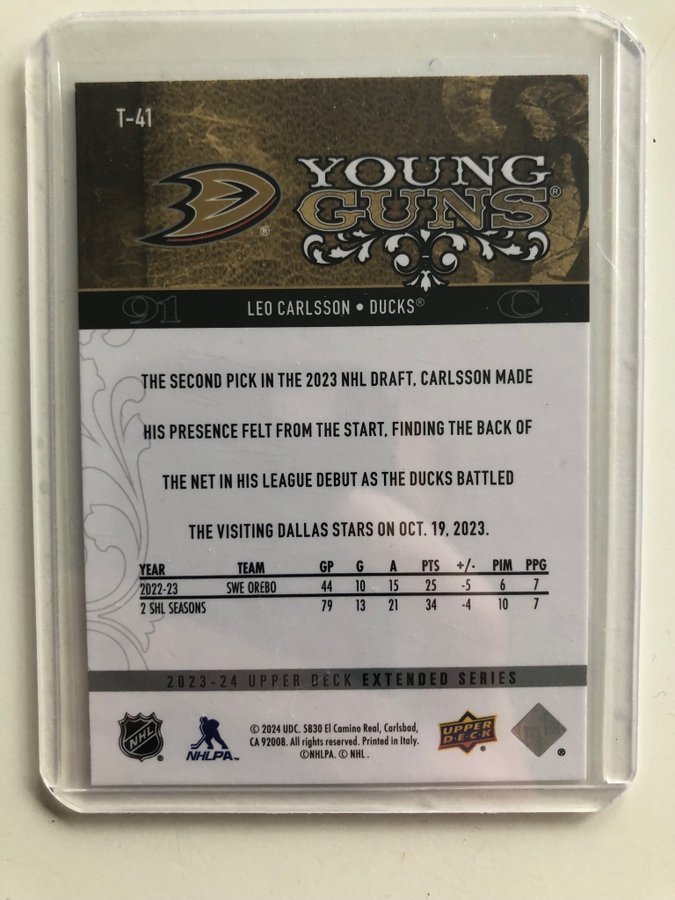 T-41
YOUNG
GUNS®
91 LEO CARLSSON • DUCKS® C
THE SECOND PICK IN THE 2023 NHL DRAFT, CARLSSON MADE
HIS PRESENCE FELT FROM THE START, FINDING THE BACK OF
THE NET IN HIS LEAGUE DEBUT AS THE DUCKS BATTLED
THE VISITING DALLAS STARS ON OCT. 19, 2023.
YEAR TEAM GP G A PTS +/- PIM PPG
2022-23 SWE OREBO 44 10 15 25 -5 6 7
2 SHL SEASONS 79 13 21 34 -4 10 7
2023-24 UPPER DECK EXTENDED SERIES
NHL
NHLPA™
© 2024 UDC. 5830 El Camino Real, Carlsbad,
CA 92008. All rights reserved. Printed in Italy.
©NHLPA. © NHL.
UPPER
D·E·C·K®